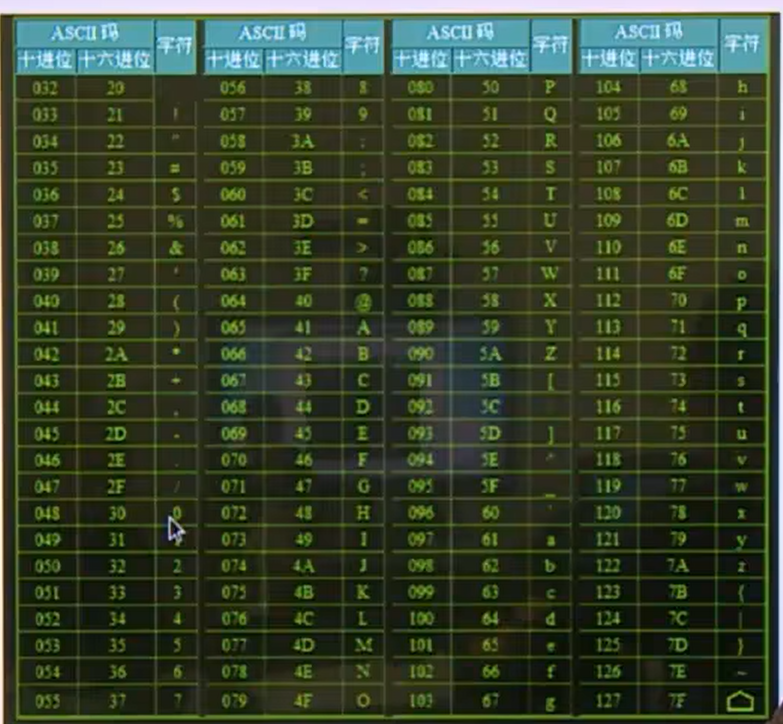 ASCII 码 字符 ASCII 码 字符 ASCII 码 字符 ASCII 码 字符
十进位 十六进位 十进位 十六进位 十进位 十六进位 十进位 十六进位
032 20 056 38 8 080 50 P 104 68 h
033 21 ! 057 39 9 081 51 Q 105 69 i
034 22 " 058 3A : 082 52 R 106 6A j
035 23 # 059 3B ; 083 53 S 107 6B k
036 24 $ 060 3C < 084 54 T 108 6C l
037 25 % 061 3D = 085 55 U 109 6D m
038 26 & 062 3E > 086 56 V 110 6E n
039 27 ' 063 3F ? 087 57 W 111 6F o
040 28 ( 064 40 @ 088 58 X 112 70 p
041 29 ) 065 41 A 089 59 Y 113 71 q
042 2A * 066 42 B 090 5A Z 114 72 r
043 2B + 067 43 C 091 5B [ 115 73 s
044 2C , 068 44 D 092 5C 116 74 t
045 2D - 069 45 E 093 5D ] 117 75 u
046 2E . 070 46 F 094 5E ^ 118 76 v
047 2F / 071 47 G 095 5F _ 119 77 w
048 30 0 072 48 H 096 60 ` 120 78 x
049 31 073 49 I 097 61 a 121 79 y
050 32 2 074 4A J 098 62 b 122 7A z
051 33 3 075 4B K 099 63 c 123 7B {
052 34 4 076 4C L 100 64 d 124 7C |
053 35 5 077 4D M 101 65 e 125 7D }
054 36 6 078 4E N 102 66 f 126 7E ~
055 37 7 079 4F O 103 67 g 127 7F ⌂